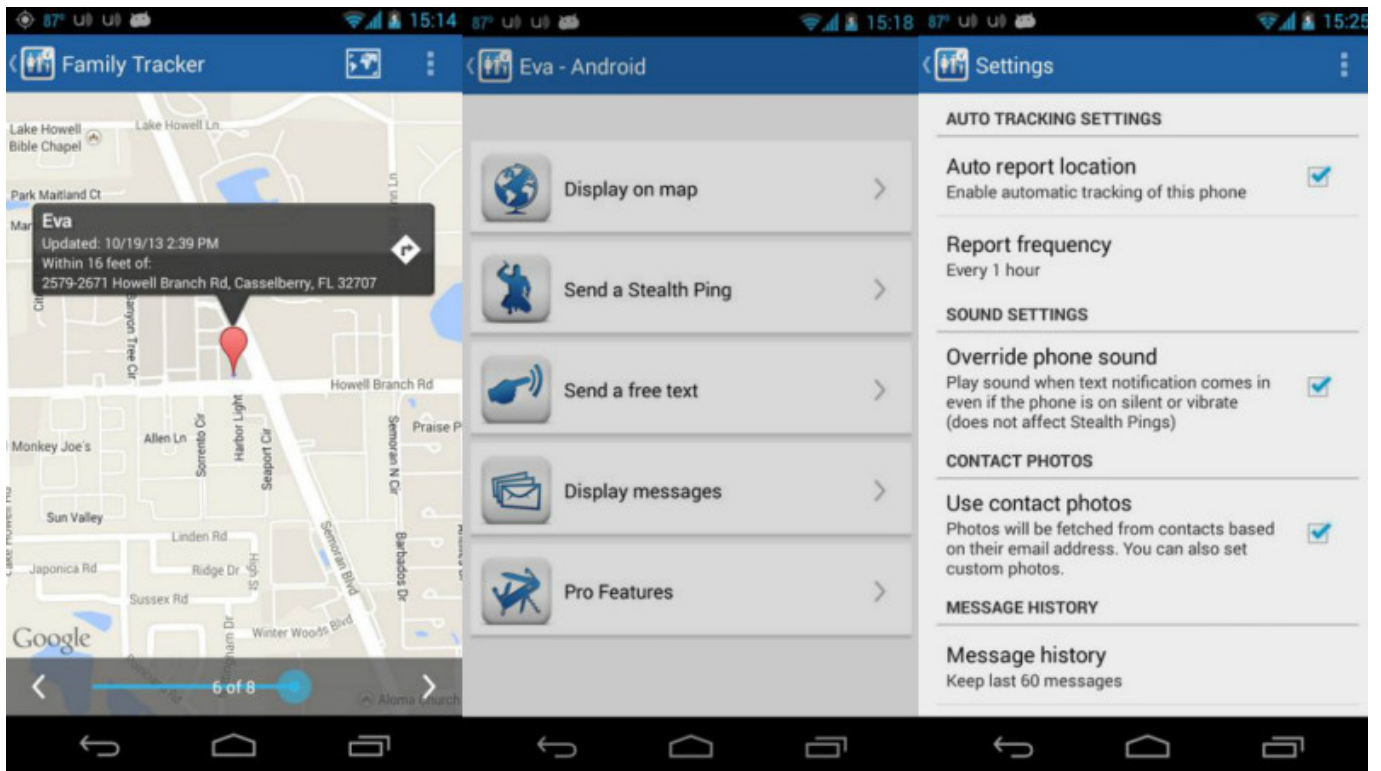 87° 15:14
Family Tracker
Lake Howell
Bible Chapel
Lake Howell Ln
Park Maitland Ct
Eva
Updated: 10/19/13 2:39 PM
Within 16 feet of:
2579-2671 Howell Branch Rd, Casselberry, FL 32707
Banyon Tree Cir
Howell Branch Rd
Monkey Joe's
Allen Ln
Sorrento Cir
Harbor Light
Seaport Cir
Semoran N Cir
Praise P
Sun Valley
Linden Rd
Japonica Rd
Ridge Dr
High St
Semoran Blvd
Barbados Dr
Sussex Rd
Winter Woods Blvd
Google
6 of 8
Aloma Church
87° 15:18
Eva - Android
Display on map
Send a Stealth Ping
Send a free text
Display messages
Pro Features
87° 15:25
Settings
AUTO TRACKING SETTINGS
Auto report location
Enable automatic tracking of this phone
Report frequency
Every 1 hour
SOUND SETTINGS
Override phone sound
Play sound when text notification comes in
even if the phone is on silent or vibrate
(does not affect Stealth Pings)
CONTACT PHOTOS
Use contact photos
Photos will be fetched from contacts based
on their email address. You can also set
custom photos.
MESSAGE HISTORY
Message history
Keep last 60 messages